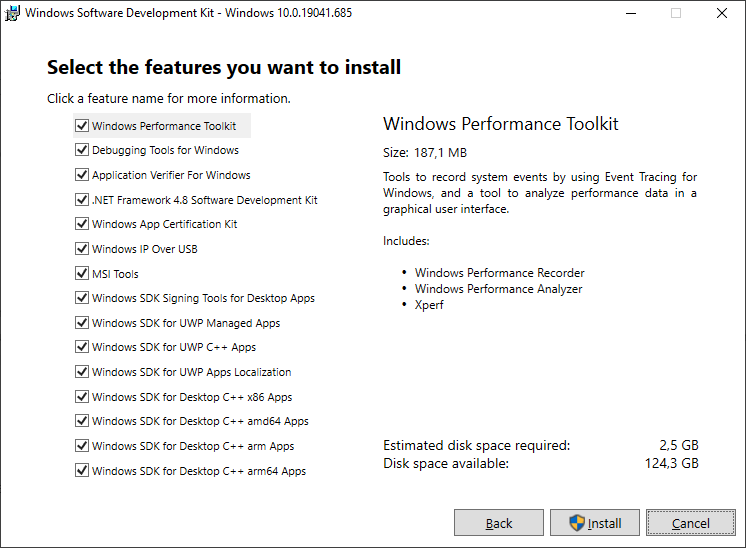 Windows Software Development Kit - Windows 10.0.19041.685
Select the features you want to install
Click a feature name for more information.
Windows Performance Toolkit
Debugging Tools for Windows
Application Verifier For Windows
.NET Framework 4.8 Software Development Kit
Windows App Certification Kit
Windows IP Over USB
MSI Tools
Windows SDK Signing Tools for Desktop Apps
Windows SDK for UWP Managed Apps
Windows SDK for UWP C++ Apps
Windows SDK for UWP Apps Localization
Windows SDK for Desktop C++ x86 Apps
Windows SDK for Desktop C++ amd64 Apps
Windows SDK for Desktop C++ arm Apps
Windows SDK for Desktop C++ arm64 Apps
Windows Performance Toolkit
Size: 187,1 MB
Tools to record system events by using Event Tracing for
Windows, and a tool to analyze performance data in a
graphical user interface.
Includes:
• Windows Performance Recorder
• Windows Performance Analyzer
• Xperf
Estimated disk space required: 2,5 GB
Disk space available: 124,3 GB
Back
Install
Cancel